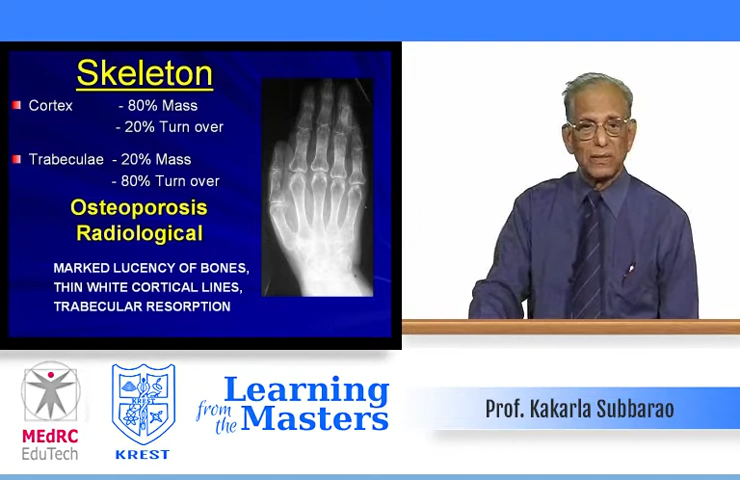 Skeleton
Cortex - 80% Mass
- 20% Turn over
Trabeculae - 20% Mass
- 80% Turn over
Osteoporosis
Radiological
MARKED LUCENCY OF BONES,
THIN WHITE CORTICAL LINES,
TRABECULAR RESORPTION
MEdRC
EduTech
KREST
KREST
Learning
from the Masters
Prof. Kakarla Subbarao